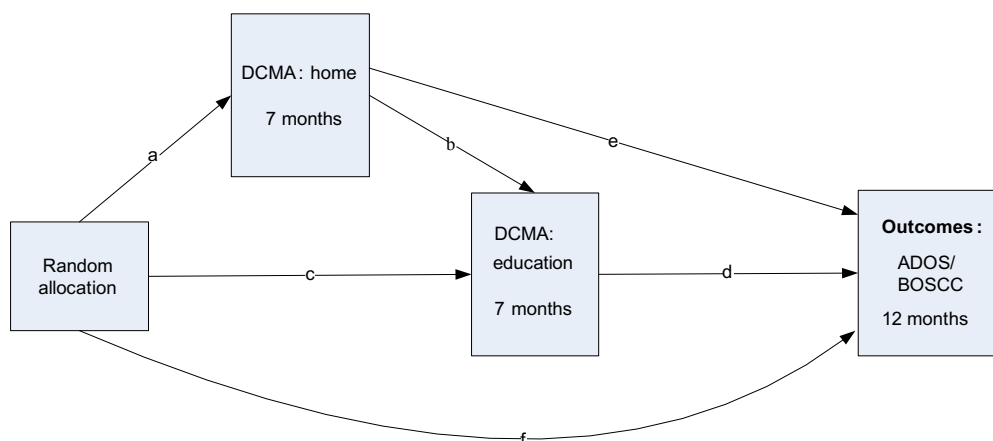 DCMA: home
7 months
a
b
e
Random
allocation
c
DCMA:
education
7 months
d
Outcomes:
ADOS/
BOSCC
12 months
f